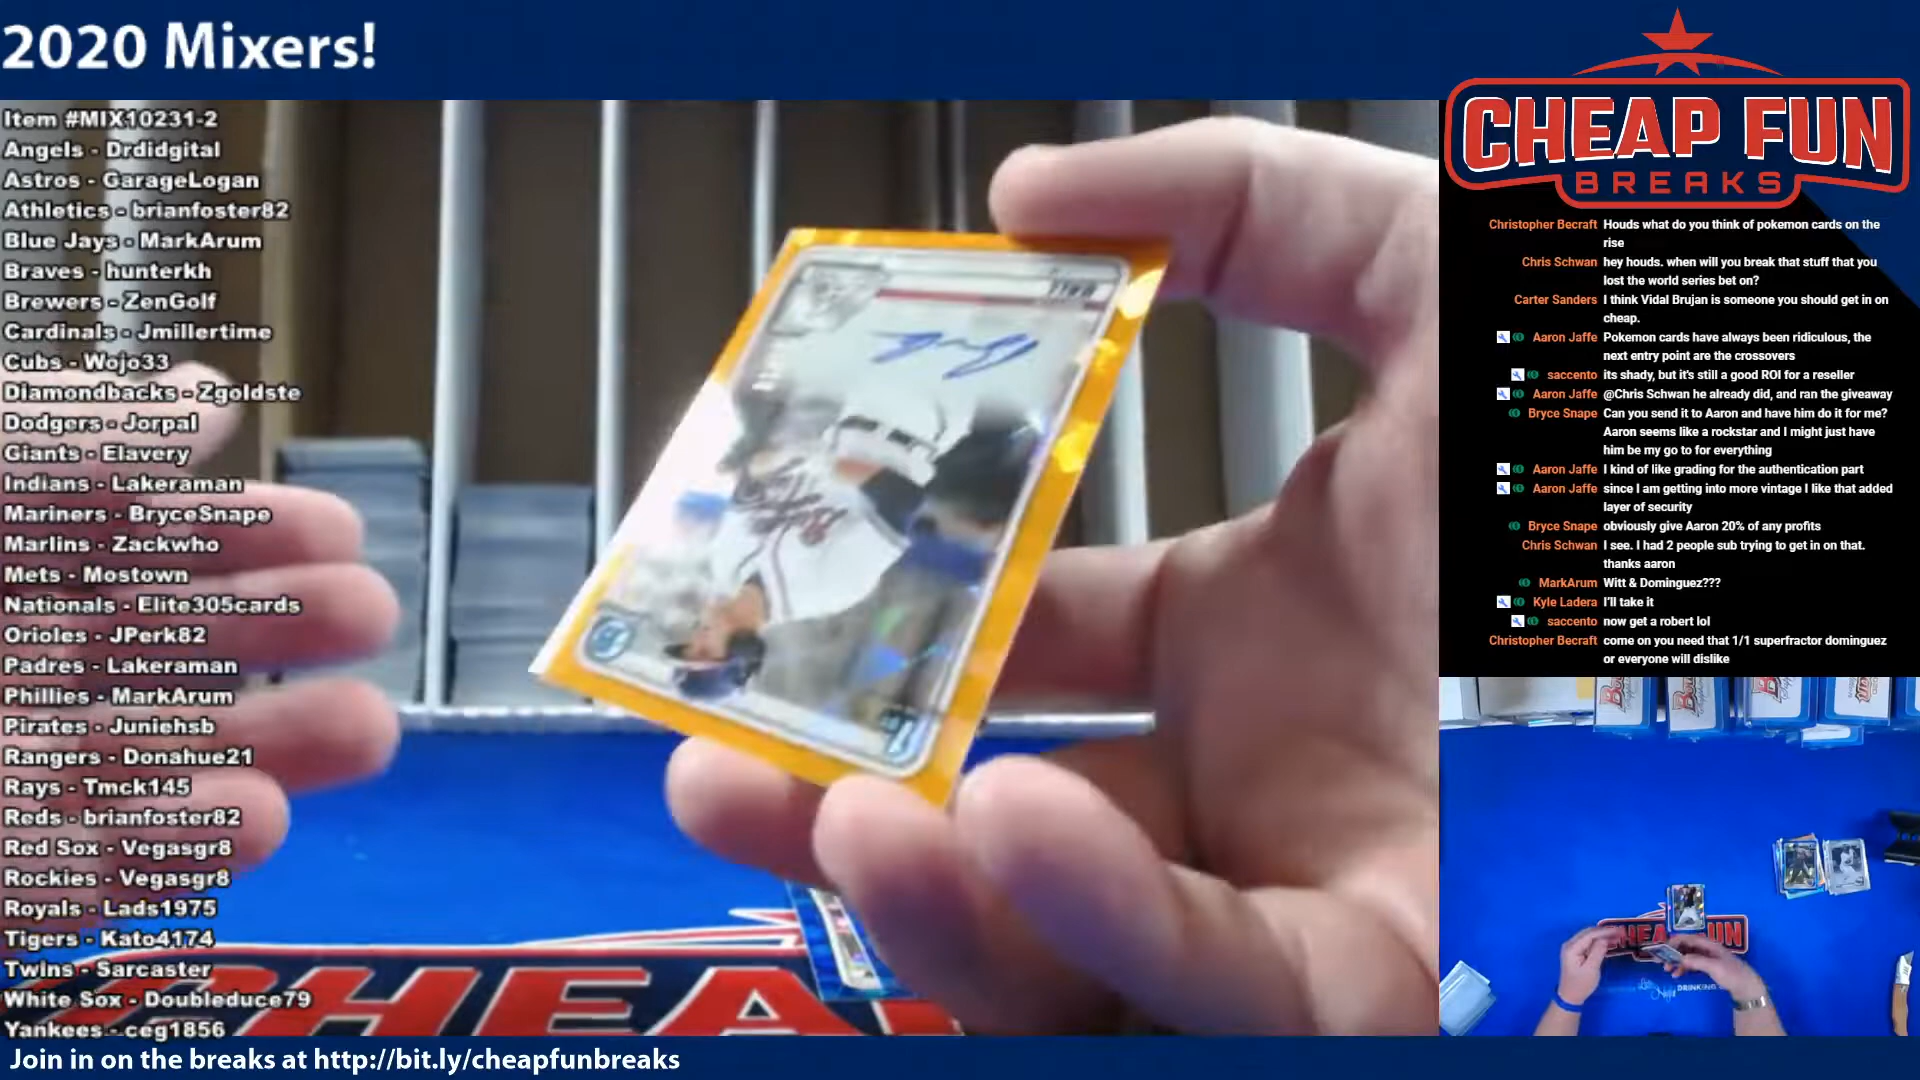 2020 Mixers!
Item #MIX10231-2
Angels - Drdidgital
Astros - GarageLogan
Athletics - brianfoster82
Blue Jays - MarkArum
Braves - hunterkh
Brewers - ZenGolf
Cardinals - Jmillertime
Cubs - Wojo33
Diamondbacks - Zgoldste
Dodgers - Jorpal
Giants - Elavery
Indians - Lakeraman
Mariners - BryceSnape
Marlins - Zackwho
Mets - Mostown
Nationals - Elite305cards
Orioles - JPerk82
Padres - Lakeraman
Phillies - MarkArum
Pirates - Juniehsb
Rangers - Donahue21
Rays - Tmck145
Reds - brianfoster82
Red Sox - Vegasgr8
Rockies - Vegasgr8
Royals - Lads1975
Tigers - Kato4174
Twins - Sarcaster
White Sox - Doubleduce79
Yankees - ceg1856
Join in on the breaks at http://bit.ly/cheapfunbreaks
CHEA
CHEAP FUN
BREAKS
Christopher Becraft Houds what do you think of pokemon cards on the
rise
Chris Schwan hey houds. when will you break that stuff that you
lost the world series bet on?
Carter Sanders I think Vidal Brujan is someone you should get in on
cheap.
Aaron Jaffe Pokemon cards have always been ridiculous, the
next entry point are the crossovers
saccento its shady, but it's still a good ROI for a reseller
Aaron Jaffe @Chris Schwan he already did, and ran the giveaway
Bryce Snape Can you send it to Aaron and have him do it for me?
Aaron seems like a rockstar and I might just have
him be my go to for everything
Aaron Jaffe I kind of like grading for the authentication part
Aaron Jaffe since I am getting into more vintage I like that added
layer of security
Bryce Snape obviously give Aaron 20% of any profits
Chris Schwan I see. I had 2 people sub trying to get in on that.
thanks aaron
MarkArum Witt & Dominguez???
Kyle Ladera I'll take it
saccento now get a robert lol
Christopher Becraft come on you need that 1/1 superfractor dominguez
or everyone will dislike
DRINKING